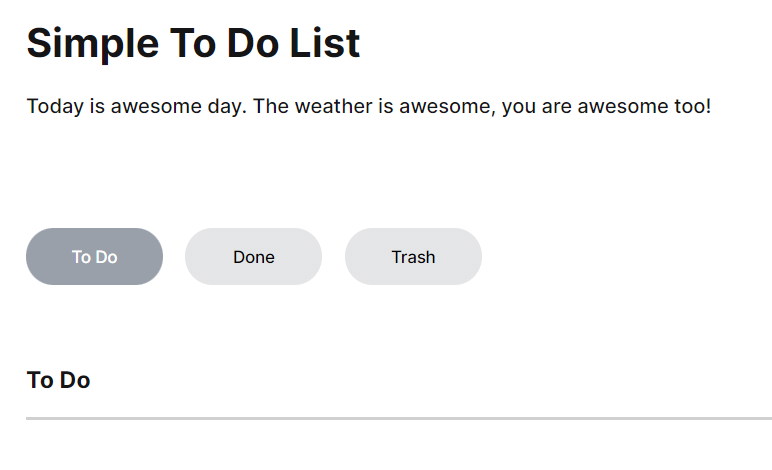 Simple To Do List
Today is awesome day. The weather is awesome, you are awesome too!
To Do
Done
Trash
To Do